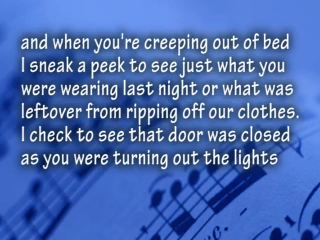 and when you're creeping out of bed
I sneak a peek to see just what you
were wearing last night or what was
leftover from ripping off our clothes.
I check to see that door was closed
as you were turning out the lights